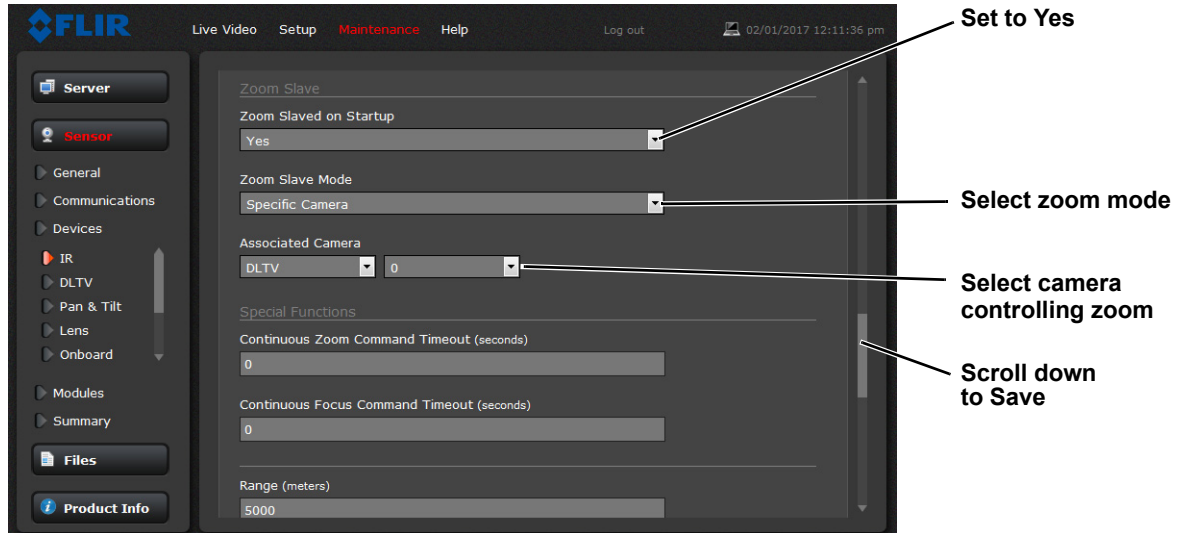 FLIR
Live Video Setup Maintenance Help Log out 02/01/2017 12:11:36 pm
Server
Sensor
General
Communications
Devices
IR
DLTV
Pan & Tilt
Lens
Onboard
Modules
Summary
Files
Product Info
Zoom Slave
Zoom Slaved on Startup
Yes
Zoom Slave Mode
Specific Camera
Associated Camera
DLTV 0
Special Functions
Continuous Zoom Command Timeout (seconds)
0
Continuous Focus Command Timeout (seconds)
0
Range (meters)
5000
Set to Yes
Select zoom mode
Select camera
controlling zoom
Scroll down
to Save